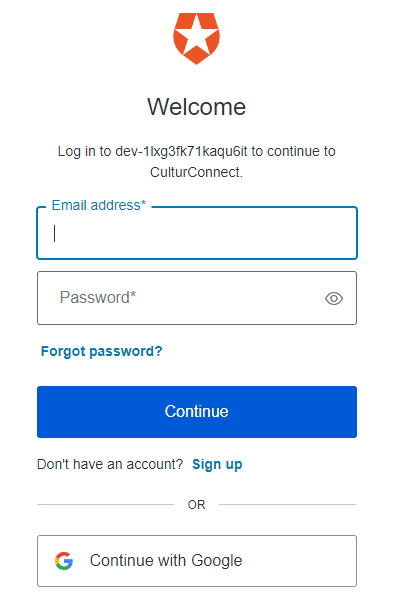 Welcome
Log in to dev-1lxg3fk71kaqu6it to continue to
CulturConnect.
Email address*
Password*
Forgot password?
Continue
Don't have an account? Sign up
OR
Continue with Google